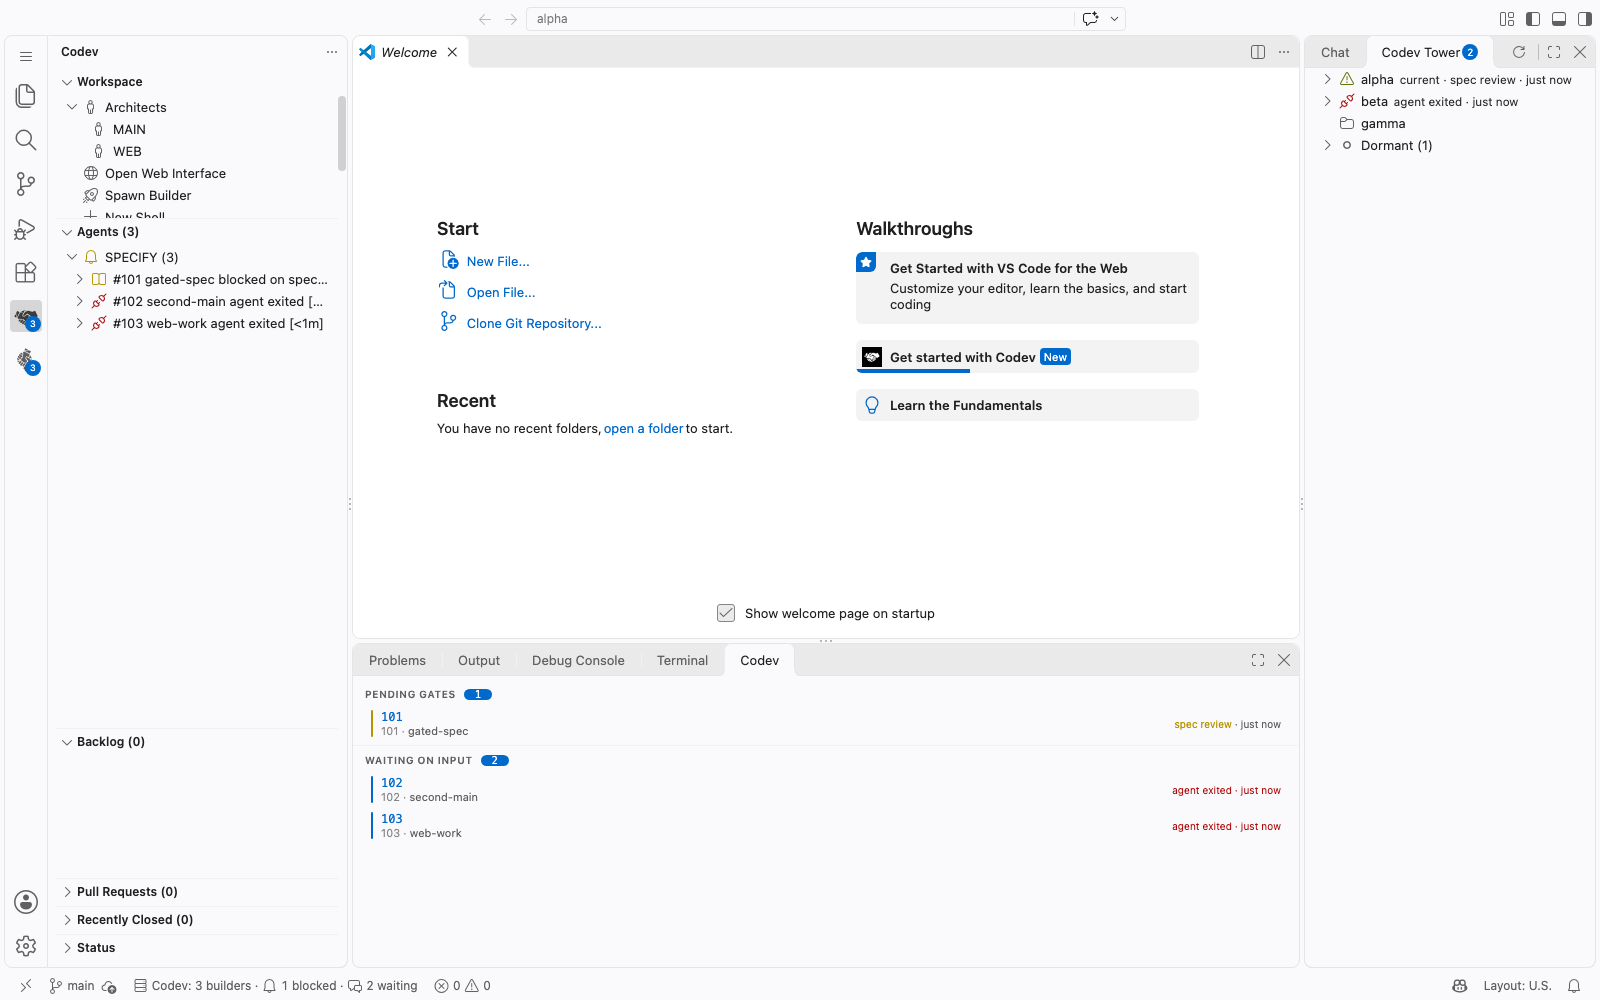 alpha
Codev
Workspace
Architects
MAIN
WEB
Open Web Interface
Spawn Builder
New Shell
Agents (3)
SPECIFY (3)
#101 gated-spec blocked on spec...
#102 second-main agent exited [...
#103 web-work agent exited [<1m]
3
3
Backlog (0)
Pull Requests (0)
Recently Closed (0)
Status
Welcome
Start
New File...
Open File...
Clone Git Repository...
Recent
You have no recent folders, open a folder to start.
Walkthroughs
Get Started with VS Code for the Web
Customize your editor, learn the basics, and start
coding
Get started with Codev New
Learn the Fundamentals
Show welcome page on startup
Problems Output Debug Console Terminal Codev
PENDING GATES 1
101
101 · gated-spec
spec review · just now
WAITING ON INPUT 2
102
102 · second-main
agent exited · just now
103
103 · web-work
agent exited · just now
Chat Codev Tower 2
alpha current · spec review · just now
beta agent exited · just now
gamma
Dormant (1)
main Codev: 3 builders · 1 blocked · 2 waiting 0 0
Layout: U.S.